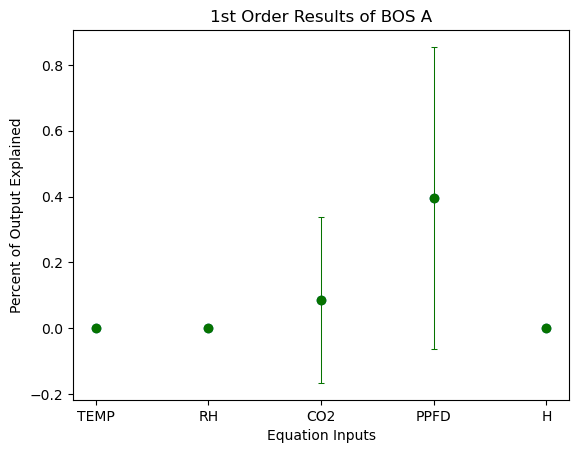 1st Order Results of BOS A
Percent of Output Explained
0.8
0.6
0.4
0.2
0.0
−0.2
TEMP RH CO2 PPFD H
Equation Inputs